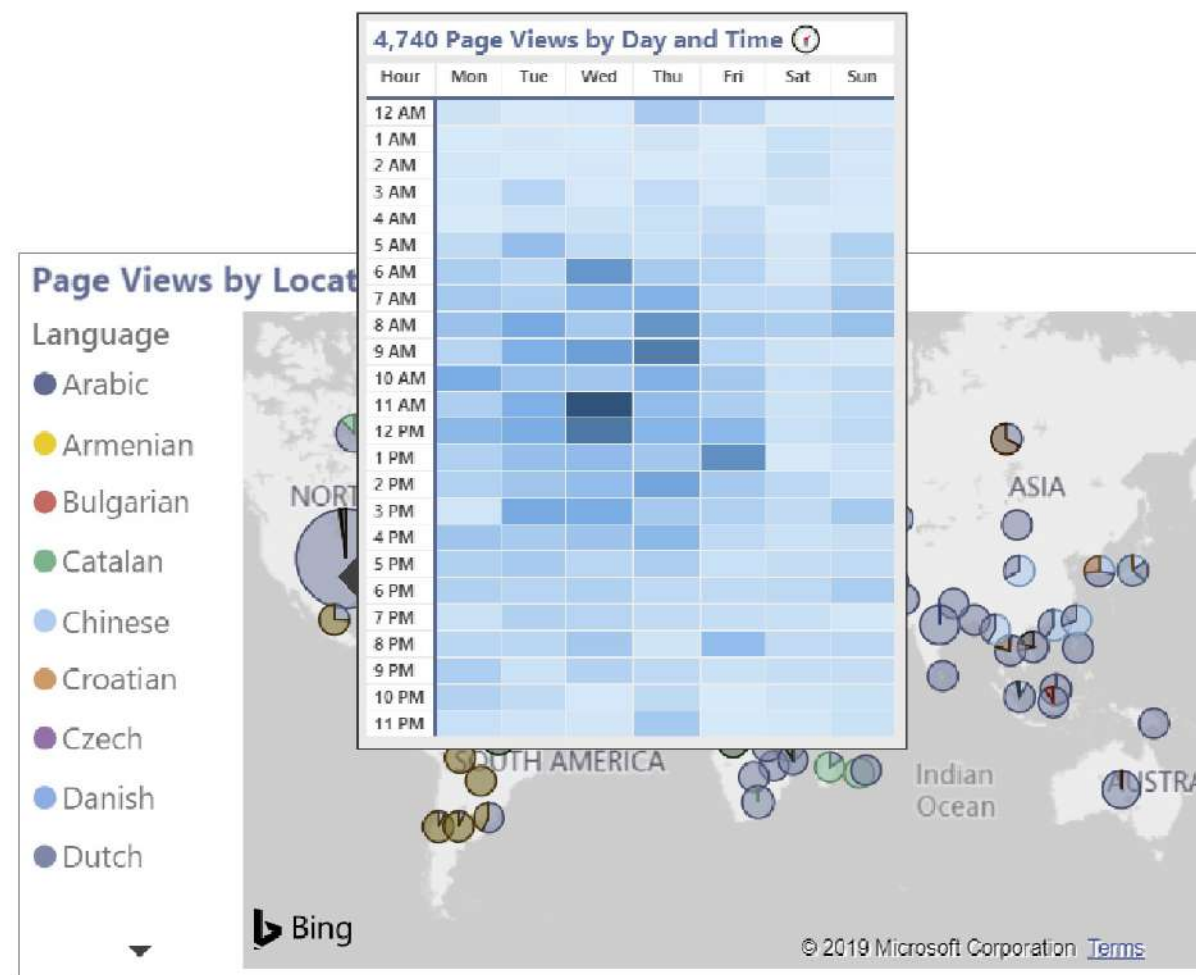 4,740 Page Views by Day and Time
Hour Mon Tue Wed Thu Fri Sat Sun
12 AM
1 AM
2 AM
3 AM
4 AM
5 AM
6 AM
7 AM
8 AM
9 AM
10 AM
11 AM
12 PM
1 PM
2 PM
3 PM
4 PM
5 PM
6 PM
7 PM
8 PM
9 PM
10 PM
11 PM
Page Views by Locat
Language
Arabic
Armenian
Bulgarian
Catalan
Chinese
Croatian
Czech
Danish
Dutch
NORT
ASIA
SOUTH AMERICA
Indian
Ocean
AUSTRA
Bing
© 2019 Microsoft Corporation Terms